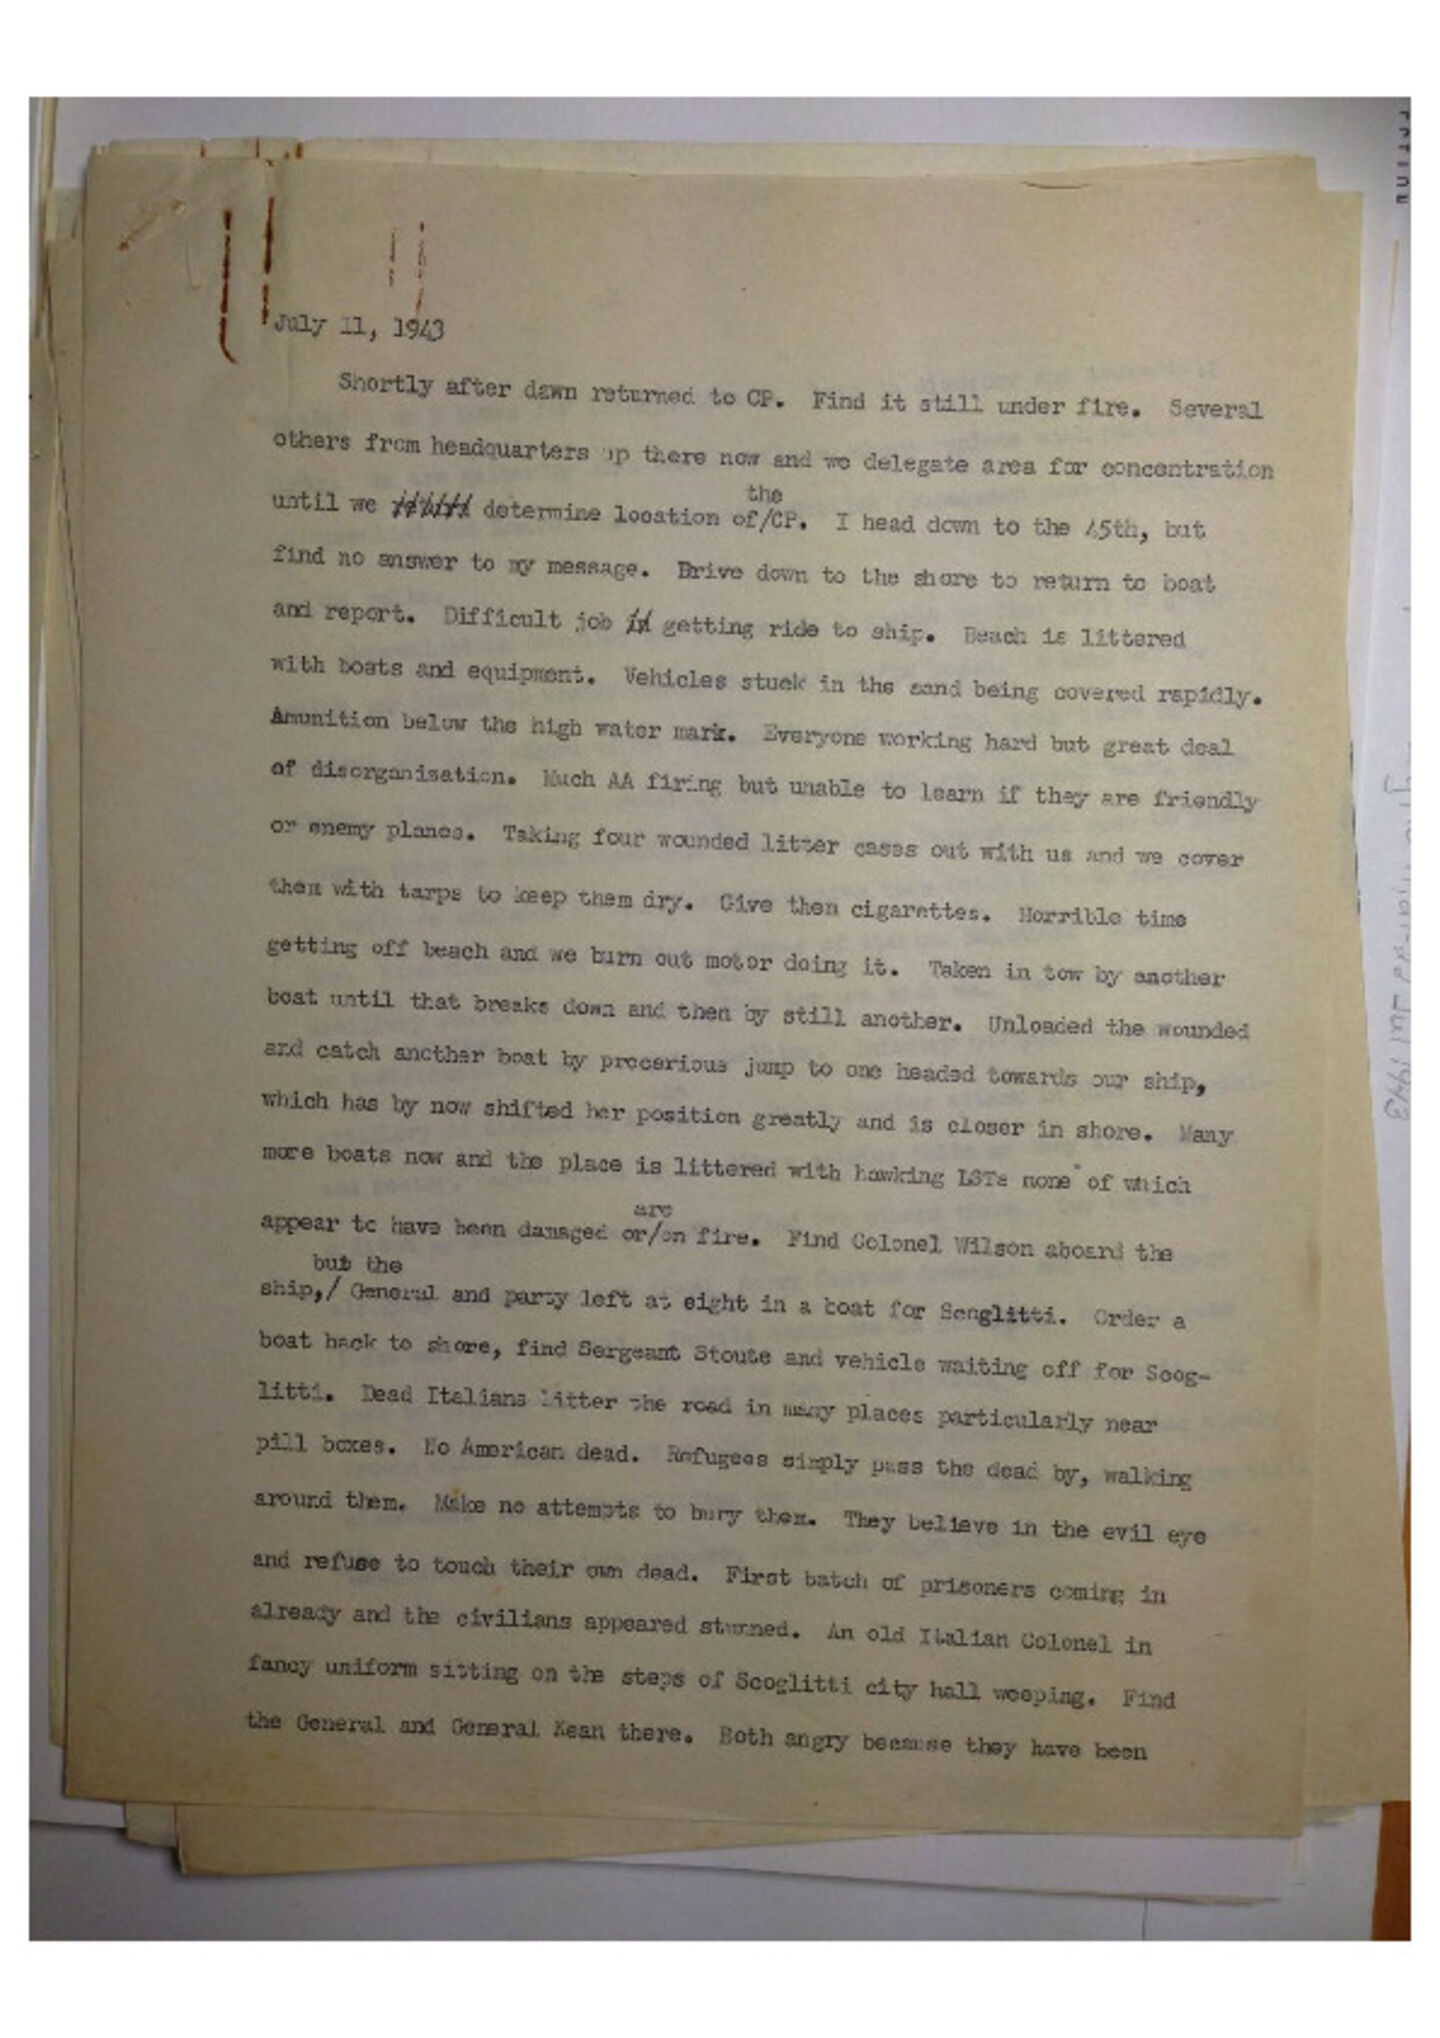 July 11, 1943
Shortly after dawn returned to CP. Find it still under fire. Several
others from headquarters up there now and we delegate area for concentration
the
until we determine location of/CP. I head down to the 45th, but
find no answer to my message. Drive down to the shore to return to boat
and report. Difficult job getting ride to ship. Beach is littered
with boats and equipment. Vehicles stuck in the sand being covered rapidly.
Amunition below the high water mark. Everyone working hard but great deal
of disorganization. Much AA firing but unable to learn if they are friendly
or enemy planes. Taking four wounded litter cases out with us and we cover
them with tarps to keep them dry. Give then cigarettes. Horrible time
getting off beach and we burn out motor doing it. Taken in tow by another
boat until that breaks down and then by still another. Unloaded the wounded
and catch another boat by precarious jump to one headed towards our ship,
which has by now shifted her position greatly and is closer in shore. Many
more boats now and the place is littered with hawking LSTs none of which
are
appear to have been damaged or/on fire. Find Colonel Wilson aboard the
but the
ship,/ General and party left at eight in a boat for Scoglitti. Order a
boat back to shore, find Sergeant Stoute and vehicle waiting off for Scog-
litti. Dead Italians litter the road in many places particularly near
pill boxes. No American dead. Refugees simply pass the dead by, walking
around them. Make no attempts to bury them. They believe in the evil eye
and refuse to touch their own dead. First batch of prisoners coming in
already and the civilians appeared stunned. An old Italian Colonel in
fancy uniform sitting on the steps of Scoglitti city hall weeping. Find
the General and General Kean there. Both angry because they have been